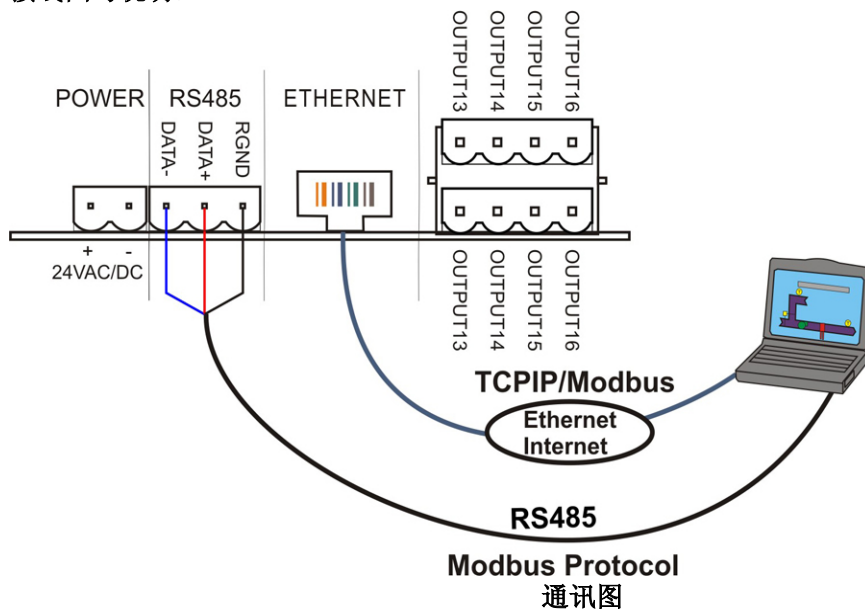 OUTPUT13
OUTPUT14
OUTPUT15
OUTPUT16
POWER
RS485
ETHERNET
DATA-
DATA+
RGND
+ -
24VAC/DC
OUTPUT13
OUTPUT14
OUTPUT15
OUTPUT16
TCPIP/Modbus
Ethernet
Internet
RS485
Modbus Protocol
通讯图